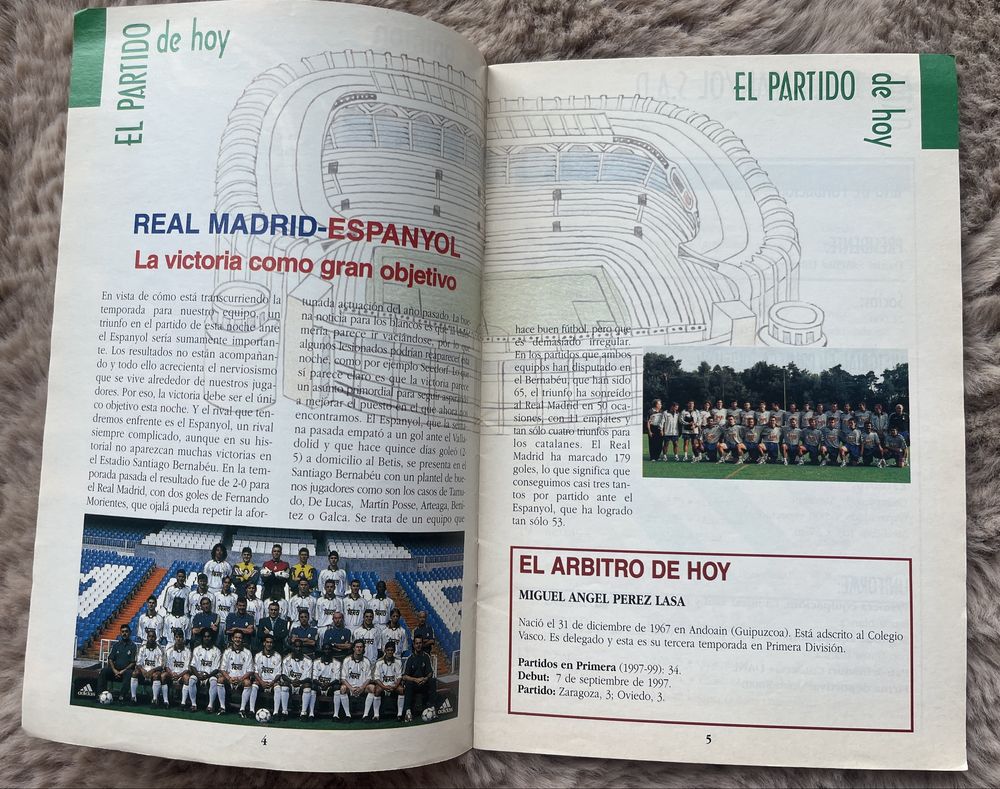 EL PARTIDO de hoy
REAL MADRID-ESPANYOL
La victoria como gran objetivo
En vista de cómo está transcurriendo la
temporada para nuestro equipo, un
triunfo en el partido de esta noche ante
el Espanyol sería sumamente importan-
te. Los resultados no están acompañan-
do y todo ello acrecienta el nerviosismo
que se vive alrededor de nuestros juga-
dores. Por eso, la victoria debe ser el úni-
co objetivo esta noche. Y el rival que ten-
dremos enfrente es el Espanyol, un rival
siempre complicado, aunque en su his-
torial no aparezcan muchas victorias en
el Estadio Santiago Bernabéu. En la tem-
porada pasada el resultado fue de 2-0 para
el Real Madrid, con dos goles de Fernando
Morientes, que ojalá pueda repetir la afor-
tunada actuación del año pasado. La bue-
na noticia para los blancos es que la enfer-
mería, parece ir vaciándose, por lo que
algunos lesionados podrían reaparecer esta
noche, como por ejemplo Seedorf. Lo que
sí parece claro es que la victoria parece
un asunto primordial para seguir aspirando
a mejorar el puesto en el que ahora nos
encontramos. El Espanyol, que la sema-
na pasada empató a un gol ante el Valla-
dolid y que hace quince días goleó (2-
5) a domicilio al Betis, se presenta en el
Santiago Bernabéu con un plantel de bue-
nos jugadores como son los casos de Tamu-
do, De Lucas, Martín Posse, Arteaga, Bení-
tez o Galca. Se trata de un equipo que
adidas
adidas
4
EL PARTIDO de hoy
hace buen fútbol, pero que
es demasiado irregular.
En los partidos que ambos
equipos han disputado en
el Bernabéu, que han sido
65, el triunfo ha sonreído
al Real Madrid en 50 oca-
siones, con 11 empates y
tan sólo cuatro triunfos para
los catalanes. El Real
Madrid ha marcado 179
goles, lo que significa que
conseguimos casi tres tan-
tos por partido ante el
Espanyol, que ha logrado
tan sólo 53.
EL ARBITRO DE HOY
MIGUEL ANGEL PEREZ LASA
Nació el 31 de diciembre de 1967 en Andoain (Guipuzcoa). Está adscrito al Colegio
Vasco. Es delegado y esta es su tercera temporada en Primera División.
Partidos en Primera (1997-99): 34.
Debut: 7 de septiembre de 1997.
Partido: Zaragoza, 3; Oviedo, 3.
5